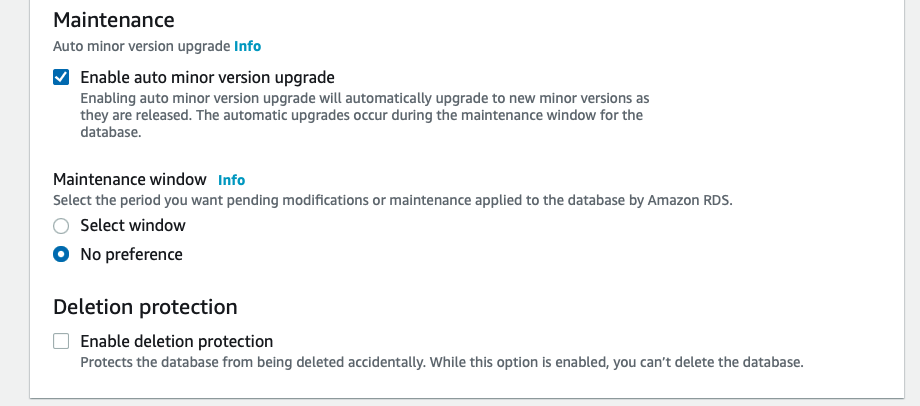 Maintenance
Auto minor version upgrade Info
Enable auto minor version upgrade
Enabling auto minor version upgrade will automatically upgrade to new minor versions as
they are released. The automatic upgrades occur during the maintenance window for the
database.
Maintenance window Info
Select the period you want pending modifications or maintenance applied to the database by Amazon RDS.
Select window
No preference
Deletion protection
Enable deletion protection
Protects the database from being deleted accidentally. While this option is enabled, you can’t delete the database.